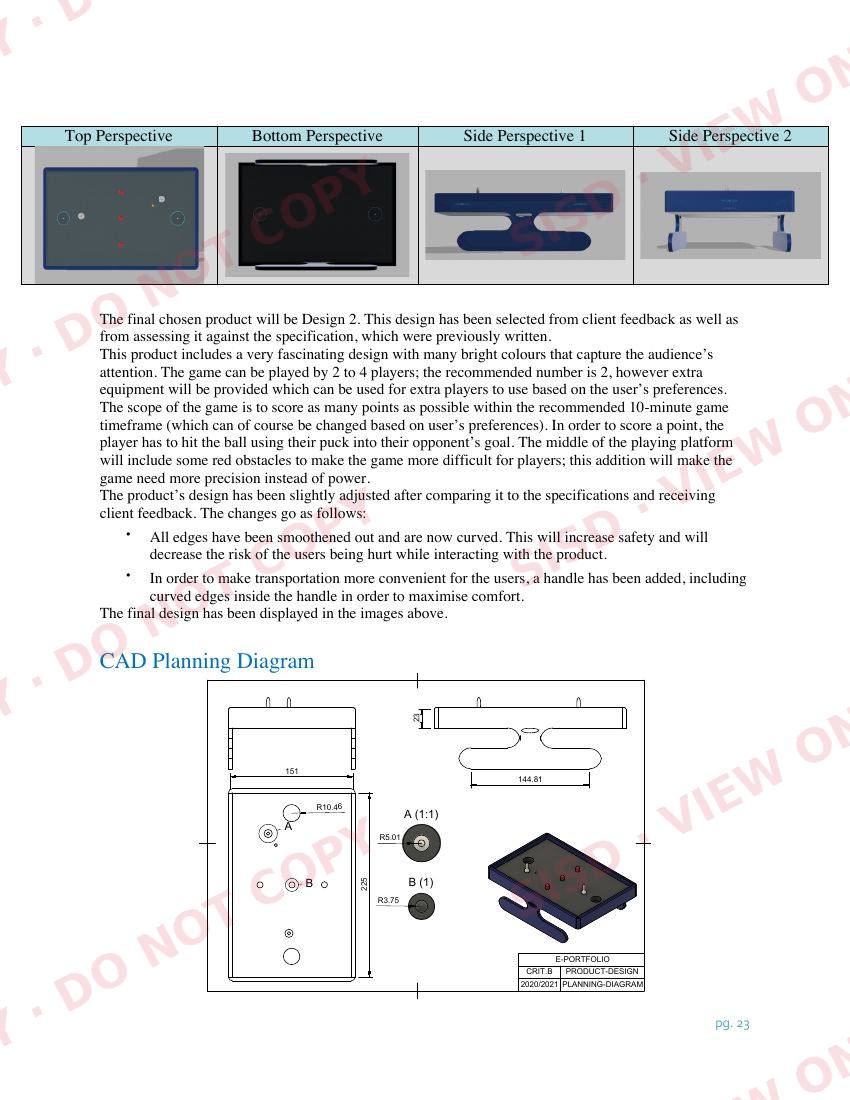 Top Perspective
Bottom Perspective
Side Perspective 1
Side Perspective 2
The final chosen product will be Design 2. This design has been selected from client feedback as well as
from assessing it against the specification, which were previously written.
This product includes a very fascinating design with many bright colours that capture the audience’s
attention. The game can be played by 2 to 4 players; the recommended number is 2, however extra
equipment will be provided which can be used for extra players to use based on the user’s preferences.
The scope of the game is to score as many points as possible within the recommended 10-minute game
timeframe (which can of course be changed based on user’s preferences). In order to score a point, the
player has to hit the ball using their puck into their opponent’s goal. The middle of the playing platform
will include some red obstacles to make the game more difficult for players; this addition will make the
game need more precision instead of power.
The product’s design has been slightly adjusted after comparing it to the specifications and receiving
client feedback. The changes go as follows:
• All edges have been smoothened out and are now curved. This will increase safety and will
decrease the risk of the users being hurt while interacting with the product.
• In order to make transportation more convenient for the users, a handle has been added, including
curved edges inside the handle in order to maximise comfort.
The final design has been displayed in the images above.
CAD Planning Diagram
23
151
144.81
R10.46
A
A (1:1)
R5.01
B
225
B (1)
R3.75
E-PORTFOLIO
CRIT.B PRODUCT-DESIGN
2020/2021 PLANNING-DIAGRAM
pg. 23
SISD · VIEW ONLY · DO NOT COPY